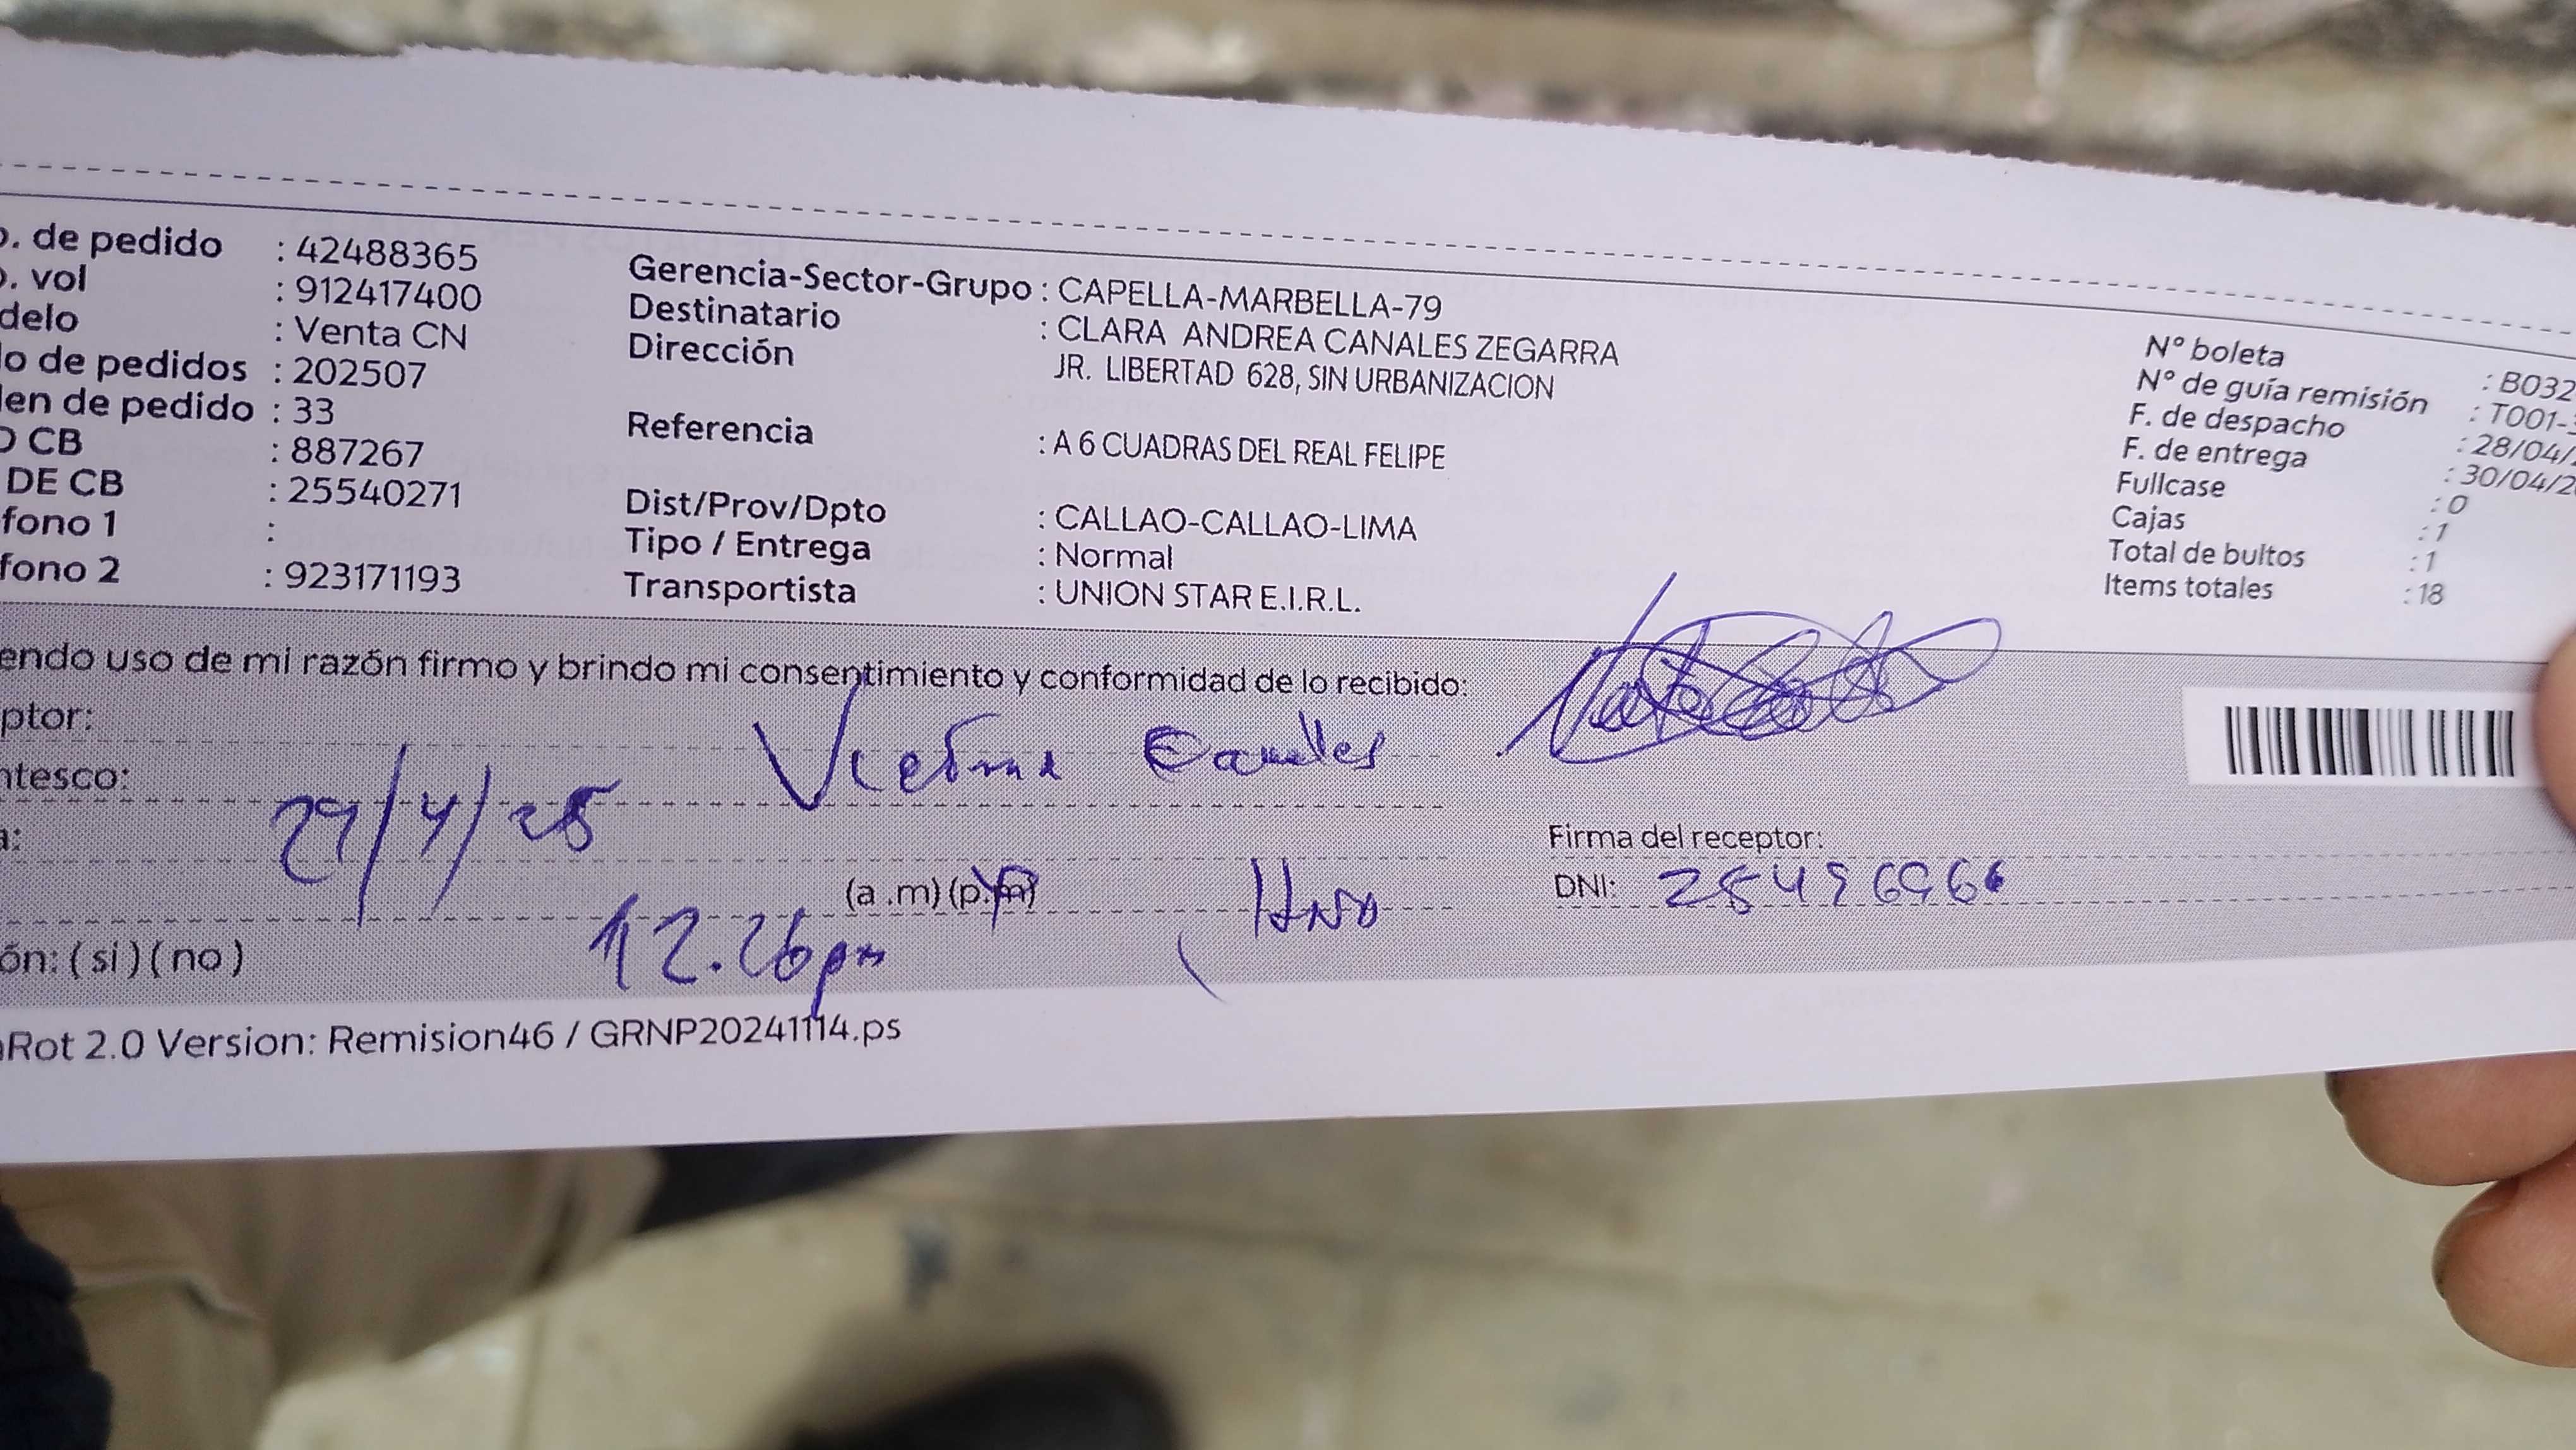 o. de pedido : 42488365
o. vol : 912417400
delo : Venta CN
o de pedidos : 202507
en de pedido : 33
O CB : 887267
DE CB : 25540271
fono 1 :
fono 2 : 923171193
Gerencia-Sector-Grupo : CAPELLA-MARBELLA-79
Destinatario : CLARA ANDREA CANALES ZEGARRA
Dirección JR. LIBERTAD 628, SIN URBANIZACION
Referencia : A 6 CUADRAS DEL REAL FELIPE
Dist/Prov/Dpto : CALLAO-CALLAO-LIMA
Tipo / Entrega : Normal
Transportista : UNION STAR E.I.R.L.
N° boleta : B032
N° de guía remisión : T001-
F. de despacho : 28/04/
F. de entrega : 30/04/2
Fullcase : 0
Cajas : 1
Total de bultos : 1
Items totales : 18
endo uso de mi razón firmo y brindo mi consentimiento y conformidad de lo recibido:
ptor: Canales
ntesco:
a: 29/4/25
(a .m) (p.m)
12.26pm
Hno
Firma del receptor:
DNI:
ón: ( si ) ( no )
Rot 2.0 Version: Remision46 / GRNP20241114.ps